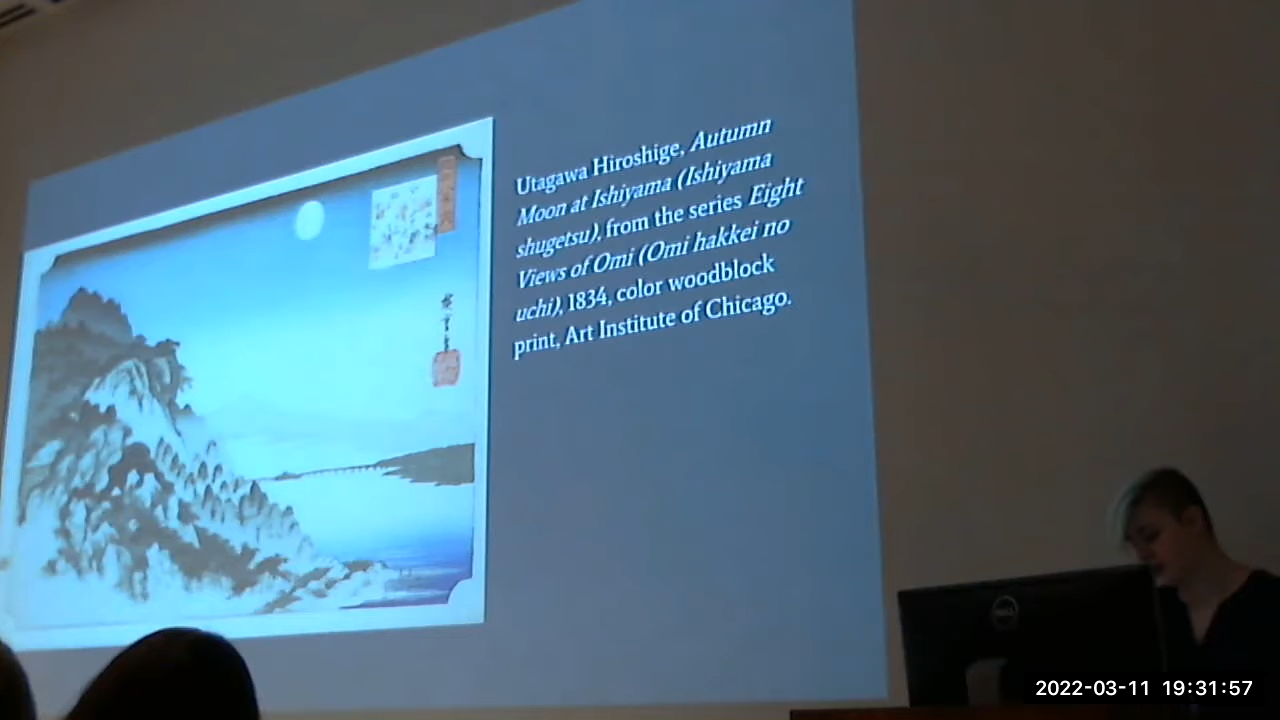 Utagawa Hiroshige, Autumn
Moon at Ishiyama (Ishiyama
shugetsu), from the series Eight
Views of Omi (Omi hakkei no
uchi), 1834, color woodblock
print, Art Institute of Chicago.
DELL
2022-03-11 19:31:57